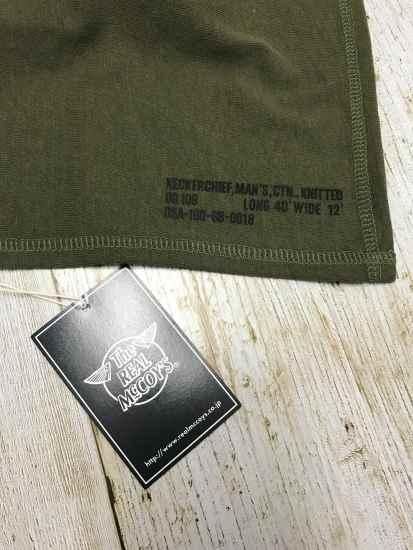 NECKERCHIEF, MAN'S, CTN., KNITTED
OG 106 LONG 40" WIDE 12"
DSA-100-68-0018
THE
REAL
McCOY'S
http://www.realmccoys.co.jp